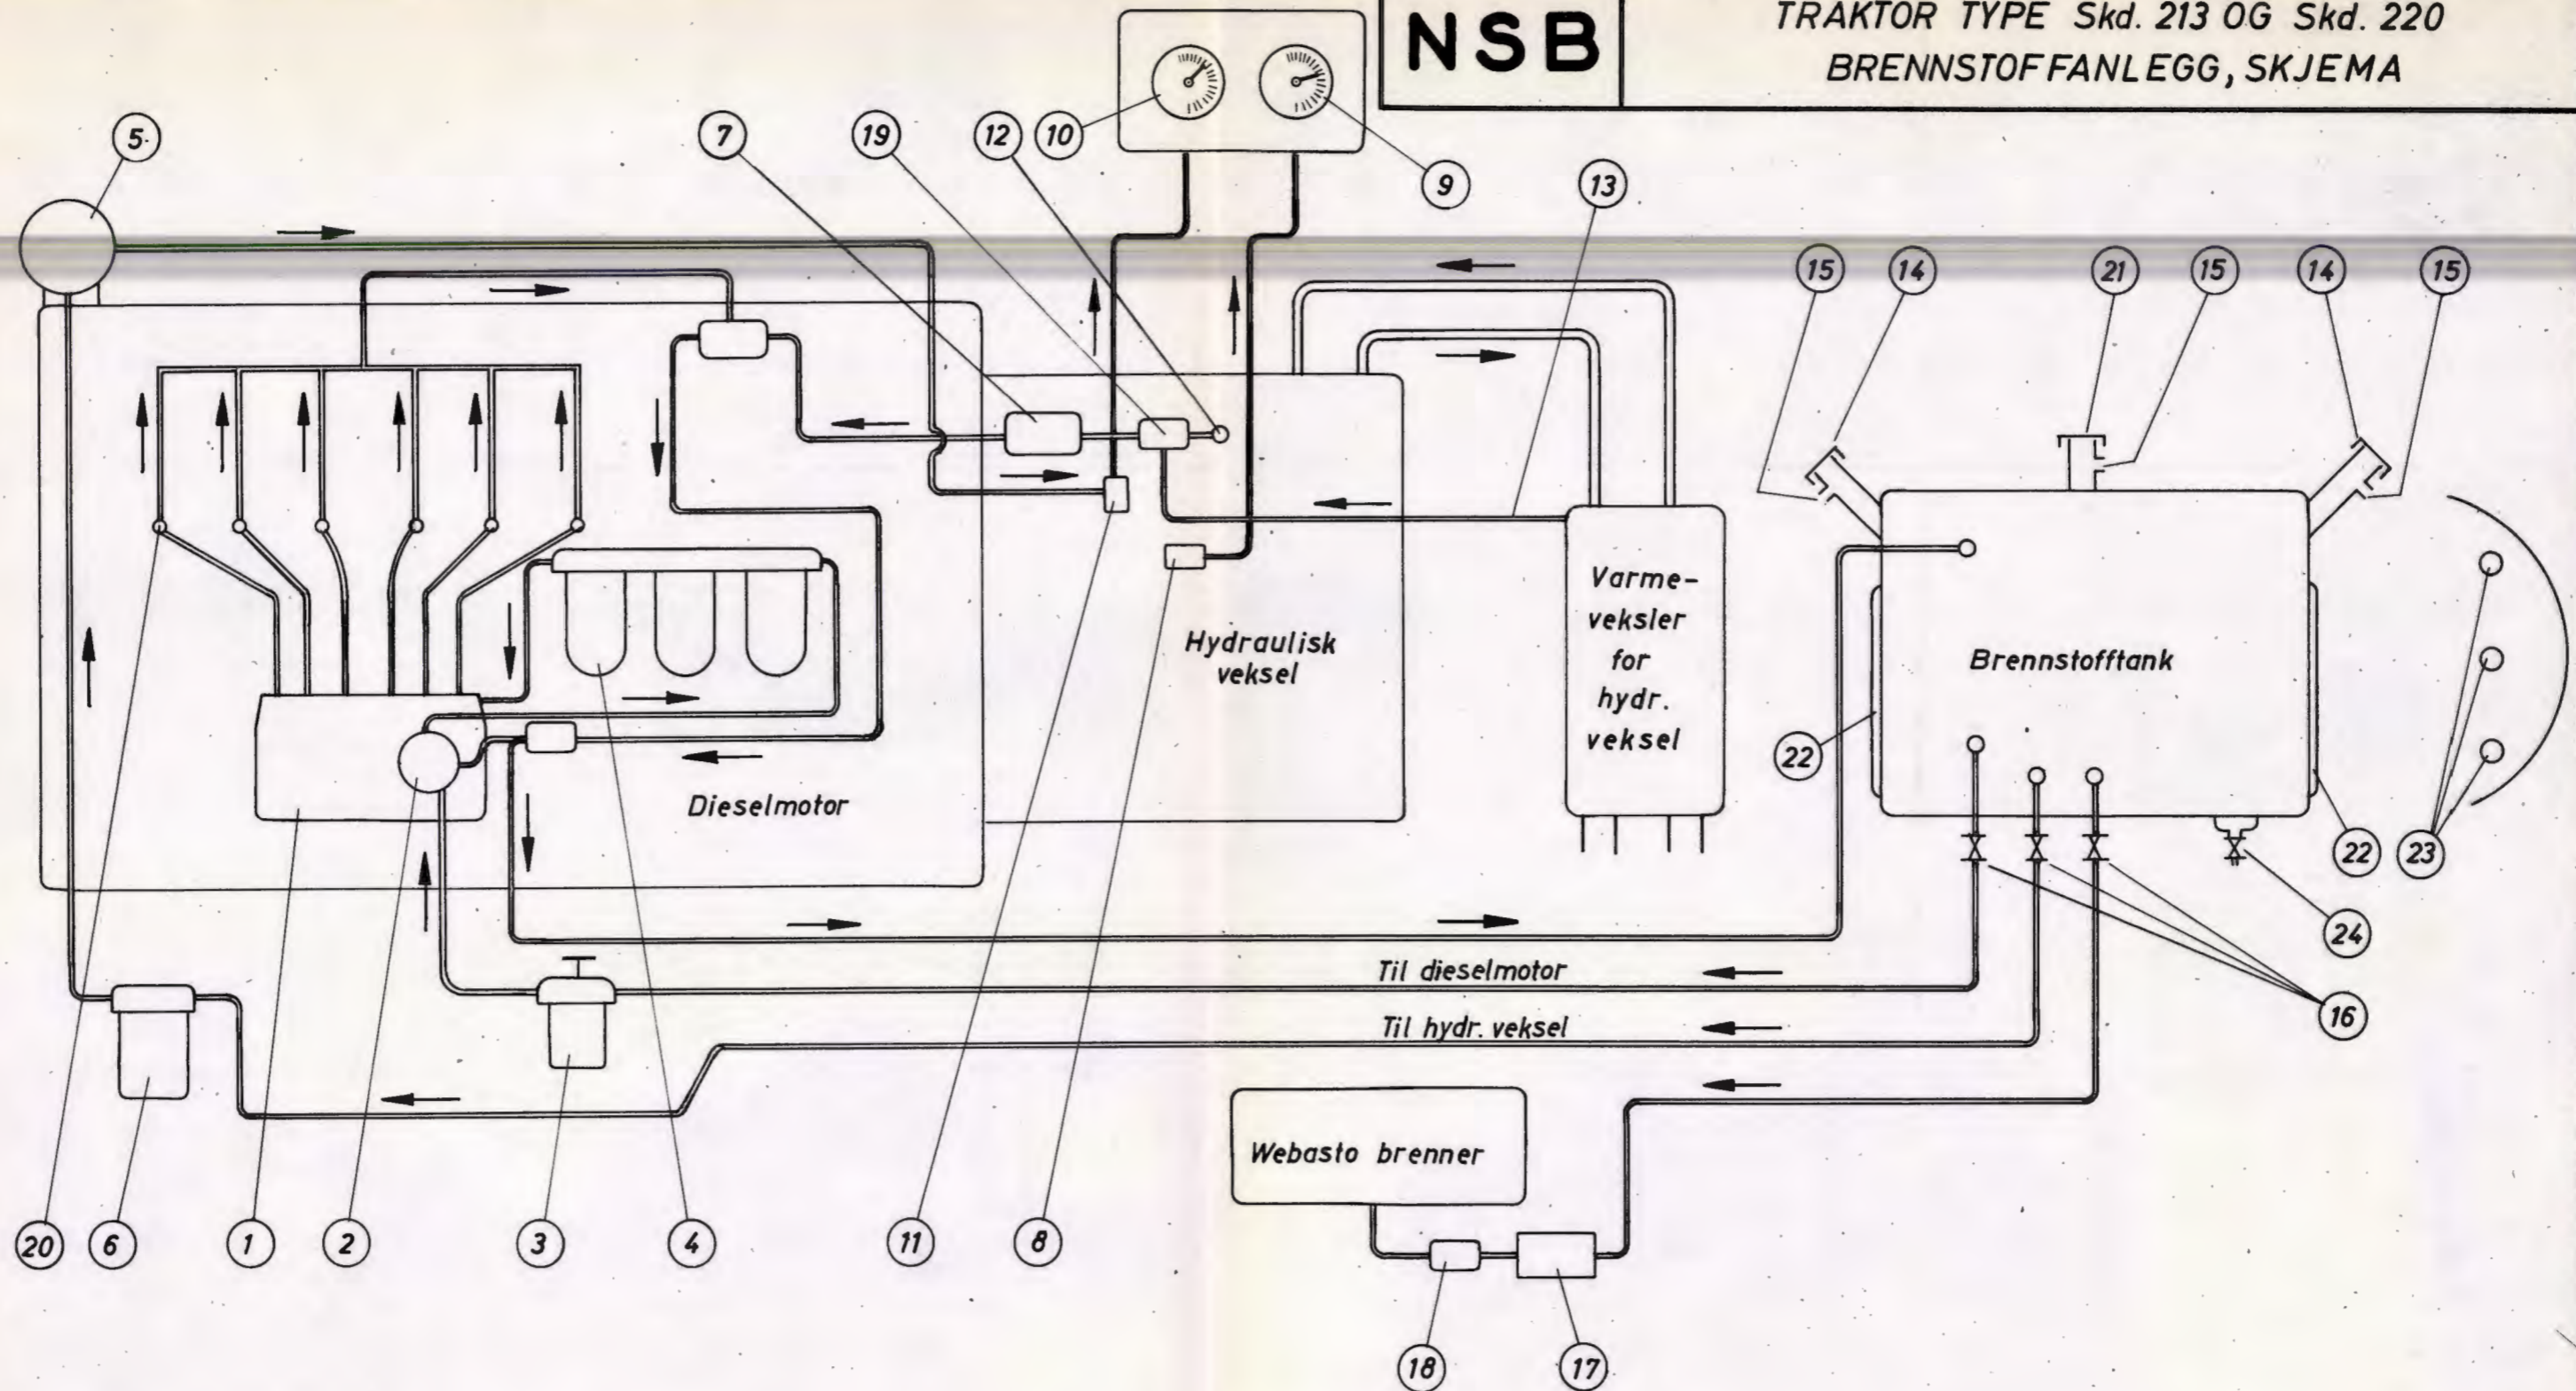 NSB
TRAKTOR TYPE Skd. 213 OG Skd. 220
BRENNSTOFFANLEGG, SKJEMA
5
7
19
12
10
9
13
15
14
21
15
14
15
Varme-
veksler
for
hydr.
veksel
Hydraulisk
veksel
Brennstofftank
Dieselmotor
22
22
23
24
Til dieselmotor
16
Til hydr. veksel
Webasto brenner
20
6
1
2
3
4
11
8
18
17